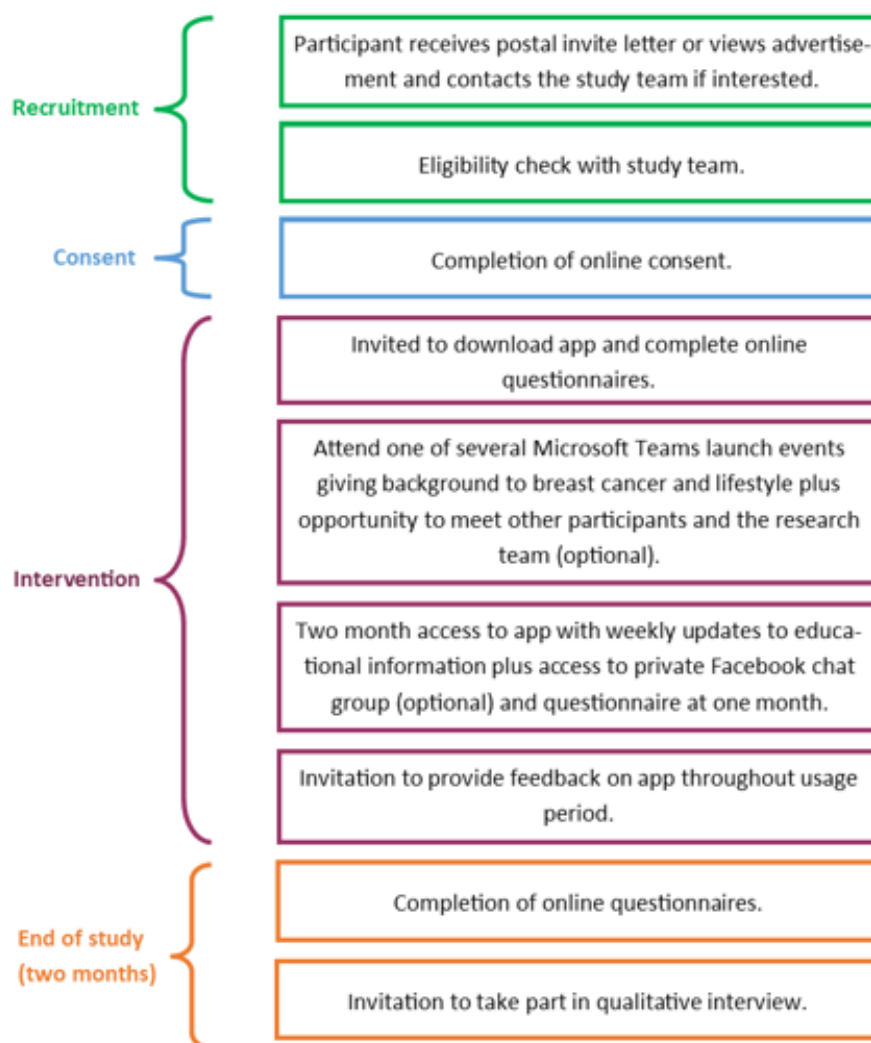 Recruitment
Participant receives postal invite letter or views advertise-
ment and contacts the study team if interested.
Eligibility check with study team.
Consent
Completion of online consent.
Intervention
Invited to download app and complete online
questionnaires.
Attend one of several Microsoft Teams launch events
giving background to breast cancer and lifestyle plus
opportunity to meet other participants and the research
team (optional).
Two month access to app with weekly updates to educa-
tional information plus access to private Facebook chat
group (optional) and questionnaire at one month.
Invitation to provide feedback on app throughout usage
period.
End of study
(two months)
Completion of online questionnaires.
Invitation to take part in qualitative interview.